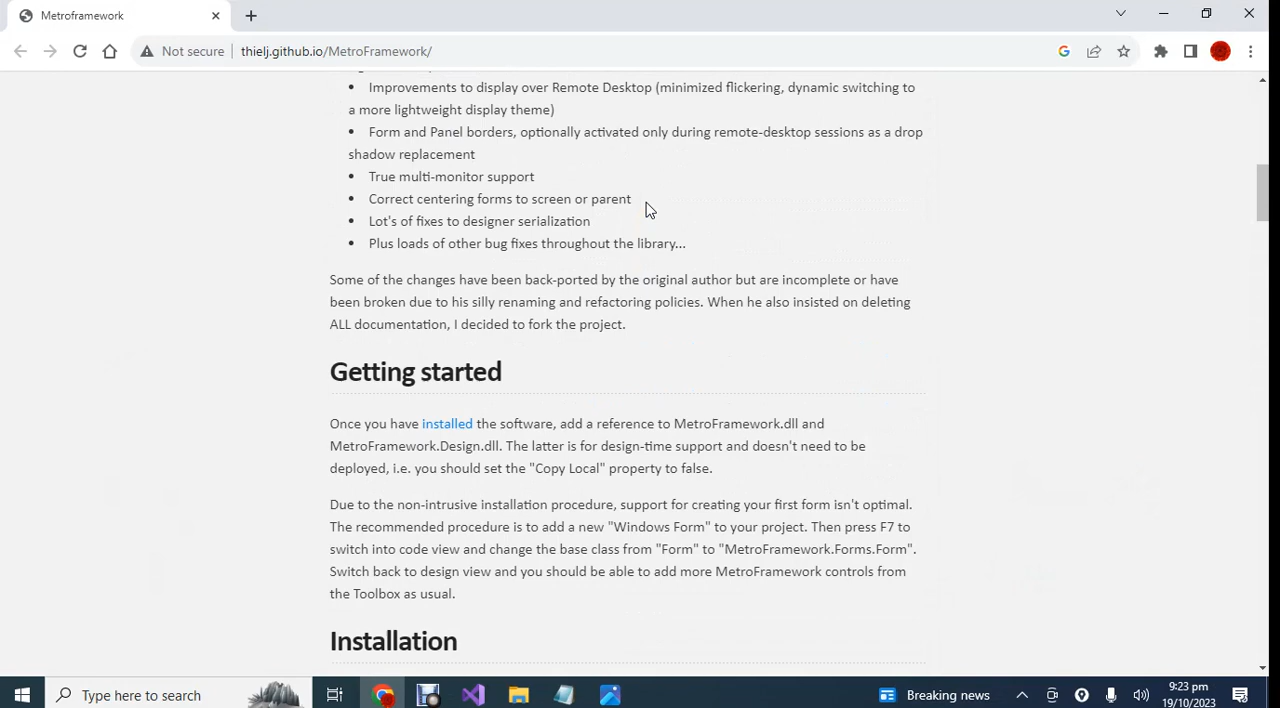 Metroframework
Not secure
thielj.github.io/MetroFramework/
• Improvements to display over Remote Desktop (minimized flickering, dynamic switching to
a more lightweight display theme)
• Form and Panel borders, optionally activated only during remote-desktop sessions as a drop
shadow replacement
• True multi-monitor support
• Correct centering forms to screen or parent
• Lot's of fixes to designer serialization
• Plus loads of other bug fixes throughout the library...
Some of the changes have been back-ported by the original author but are incomplete or have
been broken due to his silly renaming and refactoring policies. When he also insisted on deleting
ALL documentation, I decided to fork the project.
Getting started
Once you have installed the software, add a reference to MetroFramework.dll and
MetroFramework.Design.dll. The latter is for design-time support and doesn't need to be
deployed, i.e. you should set the "Copy Local" property to false.
Due to the non-intrusive installation procedure, support for creating your first form isn't optimal.
The recommended procedure is to add a new "Windows Form" to your project. Then press F7 to
switch into code view and change the base class from "Form" to "MetroFramework.Forms.Form".
Switch back to design view and you should be able to add more MetroFramework controls from
the Toolbox as usual.
Installation
Type here to search
Breaking news
9:23 pm
19/10/2023